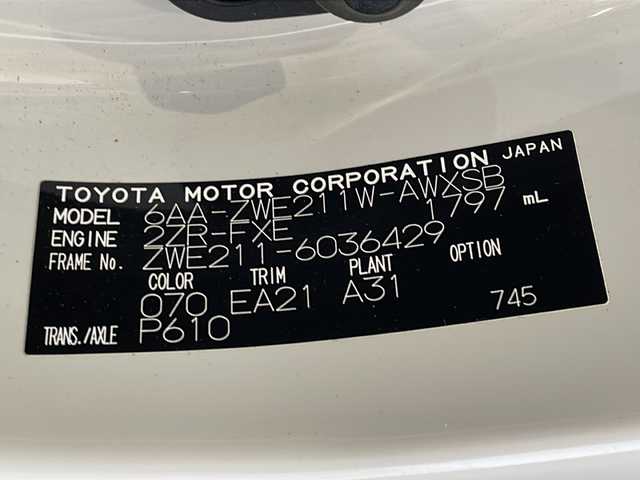 TOYOTA MOTOR CORPORATION JAPAN
MODEL 6AA-ZWE211W-AWXSB
ENGINE 2ZR-FXE 1797 mL
FRAME No. ZWE211-6036429
COLOR TRIM PLANT OPTION
070 EA21 A31 745
TRANS./AXLE P610